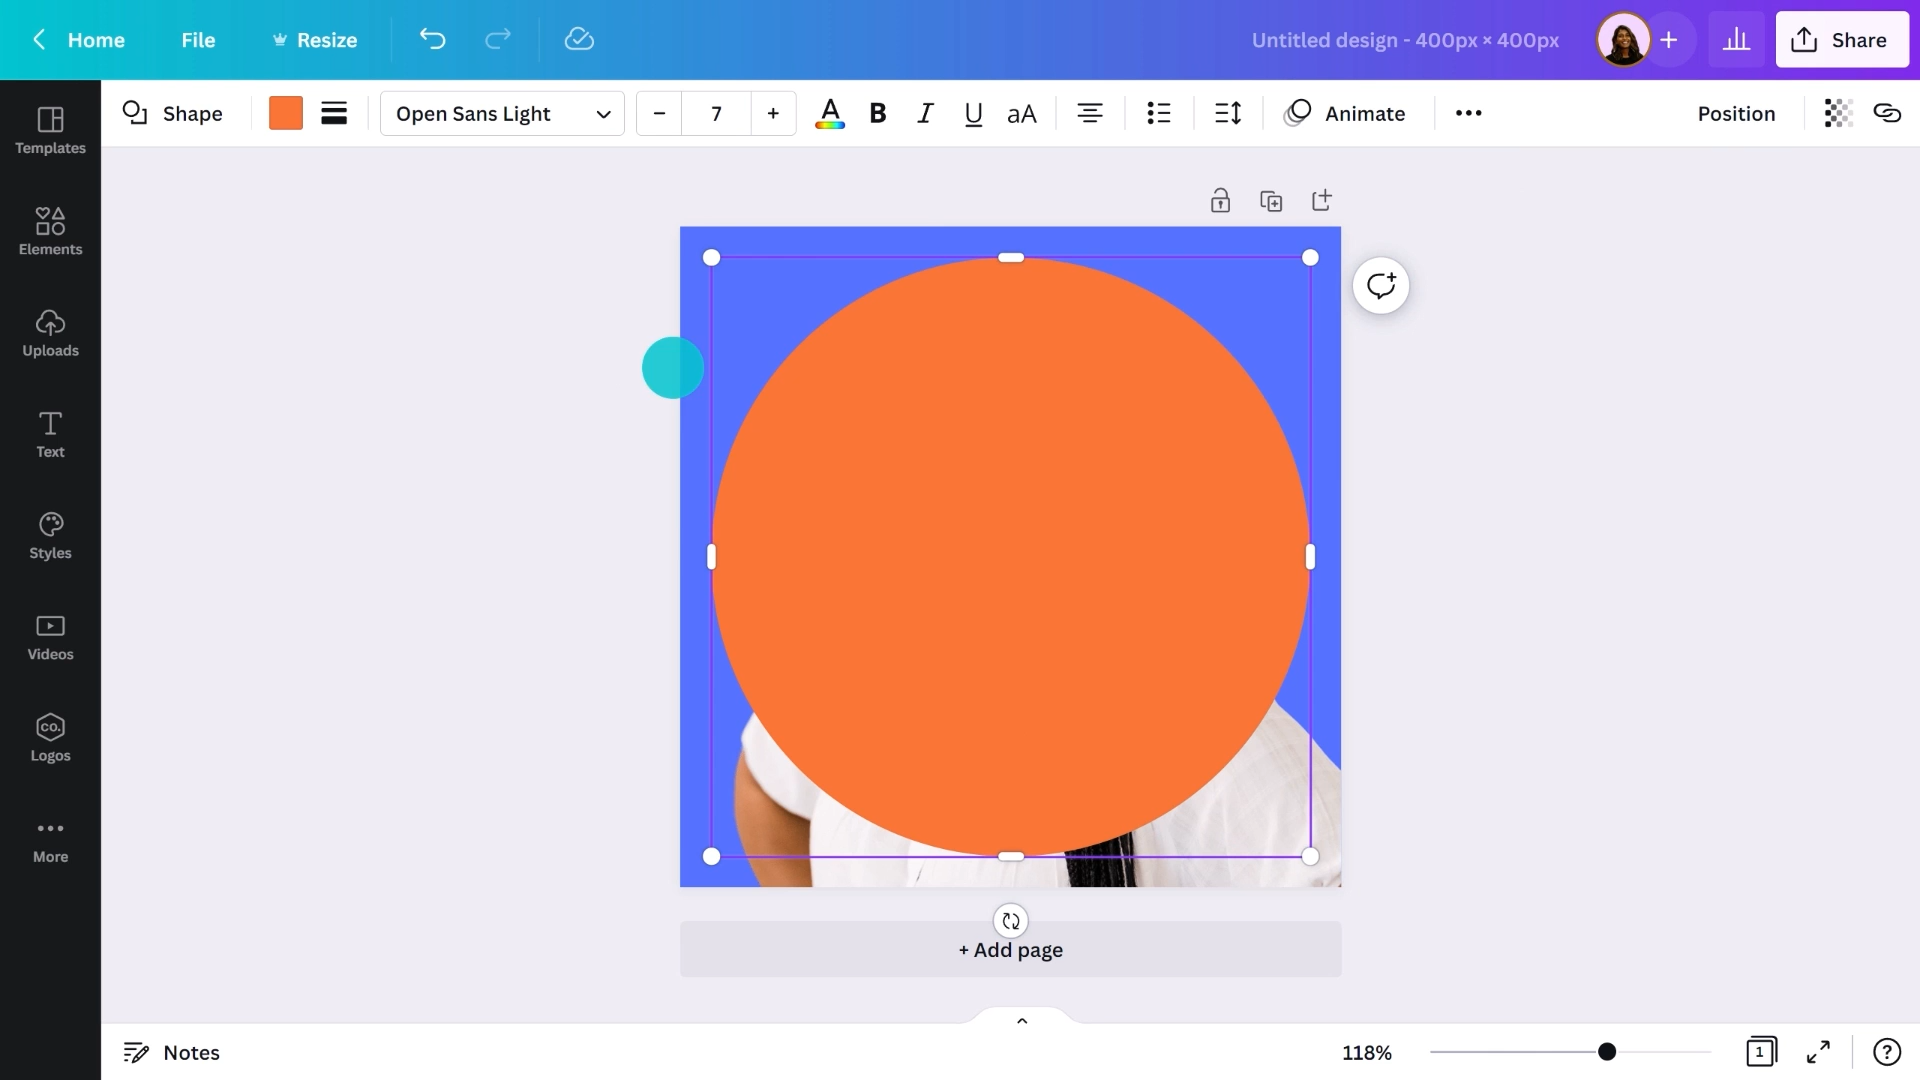 Home
File
Resize
Untitled design - 400px × 400px
+
Share
Shape
Open Sans Light
− 7 +
A
B
I
U
aA
Animate
Position
Templates
Elements
Uploads
Text
Styles
Videos
CO.
Logos
More
+ Add page
Notes
118%
1
?